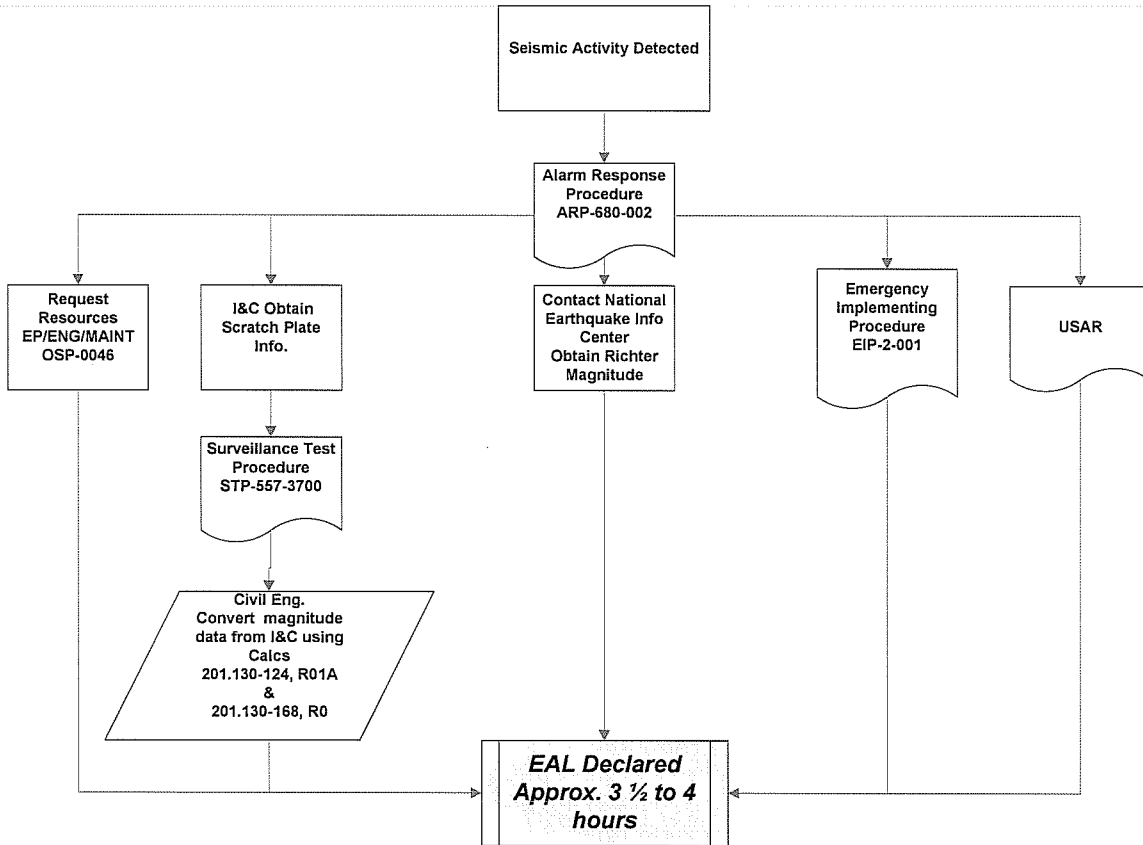 Seismic Activity Detected
Alarm Response
Procedure
ARP-680-002
Request
Resources
EP/ENG/MAINT
OSP-0046
I&C Obtain
Scratch Plate
Info.
Contact National
Earthquake Info
Center
Obtain Richter
Magnitude
Emergency
Implementing
Procedure
EIP-2-001
USAR
Surveillance Test
Procedure
STP-557-3700
Civil Eng.
Convert magnitude
data from I&C using
Calcs
201.130-124, R01A
&
201.130-168, R0
EAL Declared
Approx. 3 ½ to 4
hours